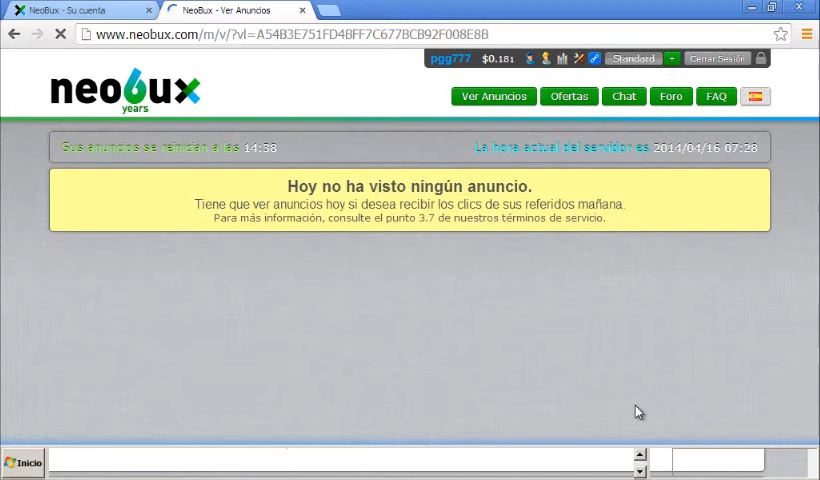 NeoBux - Su cuenta
NeoBux - Ver Anuncios
www.neobux.com/m/v/?vl=A54B3E751FD4BFF7C677BCB92F008E8B
pgg777 $0.181 Standard + Cerrar Sesión
neobux
years
Ver Anuncios Ofertas Chat Foro FAQ
Sus anuncios se reinician a las 14:38
La hora actual del servidor es 2014/04/16 07:28
Hoy no ha visto ningún anuncio.
Tiene que ver anuncios hoy si desea recibir los clics de sus referidos mañana.
Para más información, consulte el punto 3.7 de nuestros términos de servicio.
Inicio